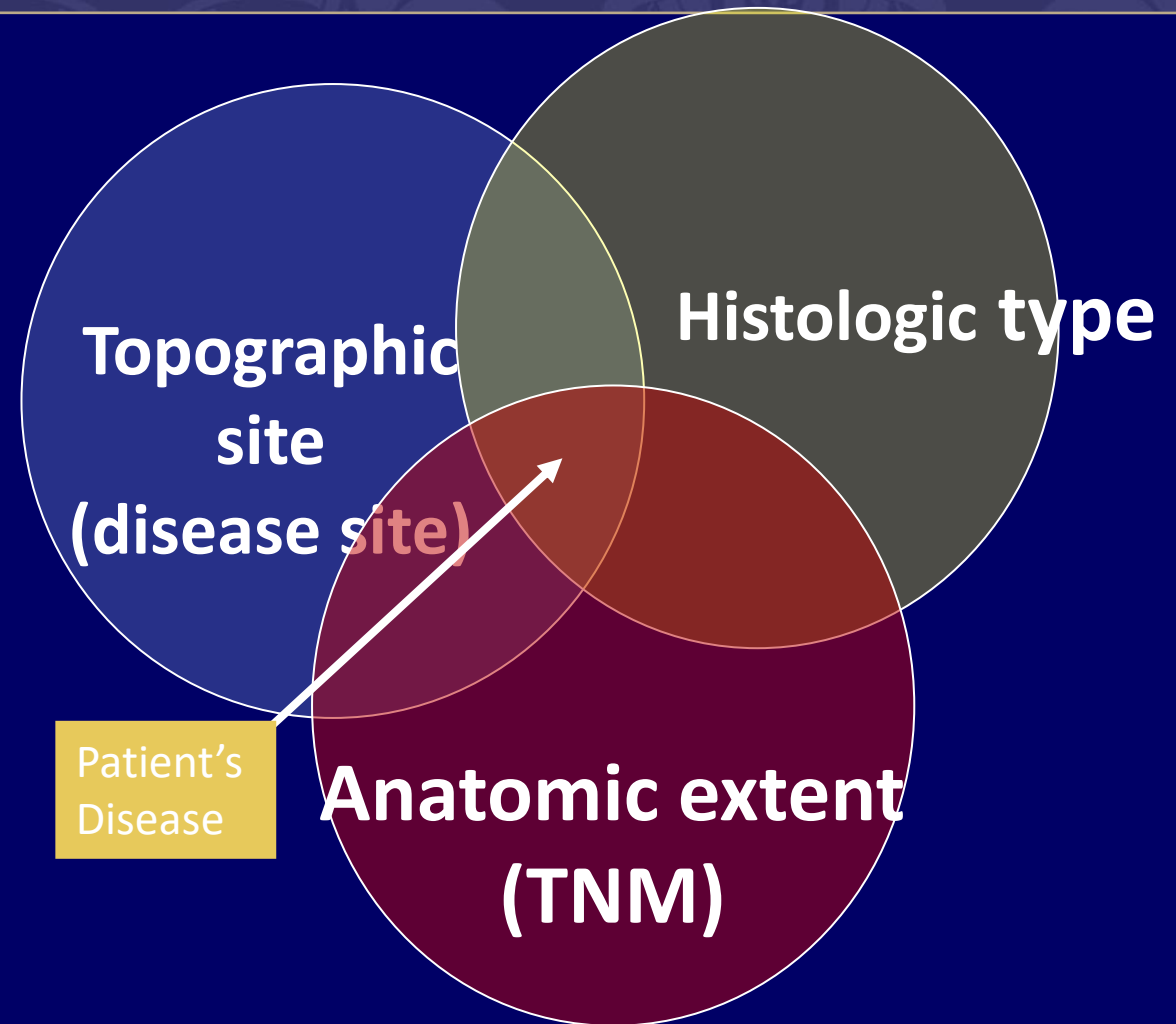 Topographic
site
(disease site)
Histologic type
Patient’s
Disease
Anatomic extent
(TNM)